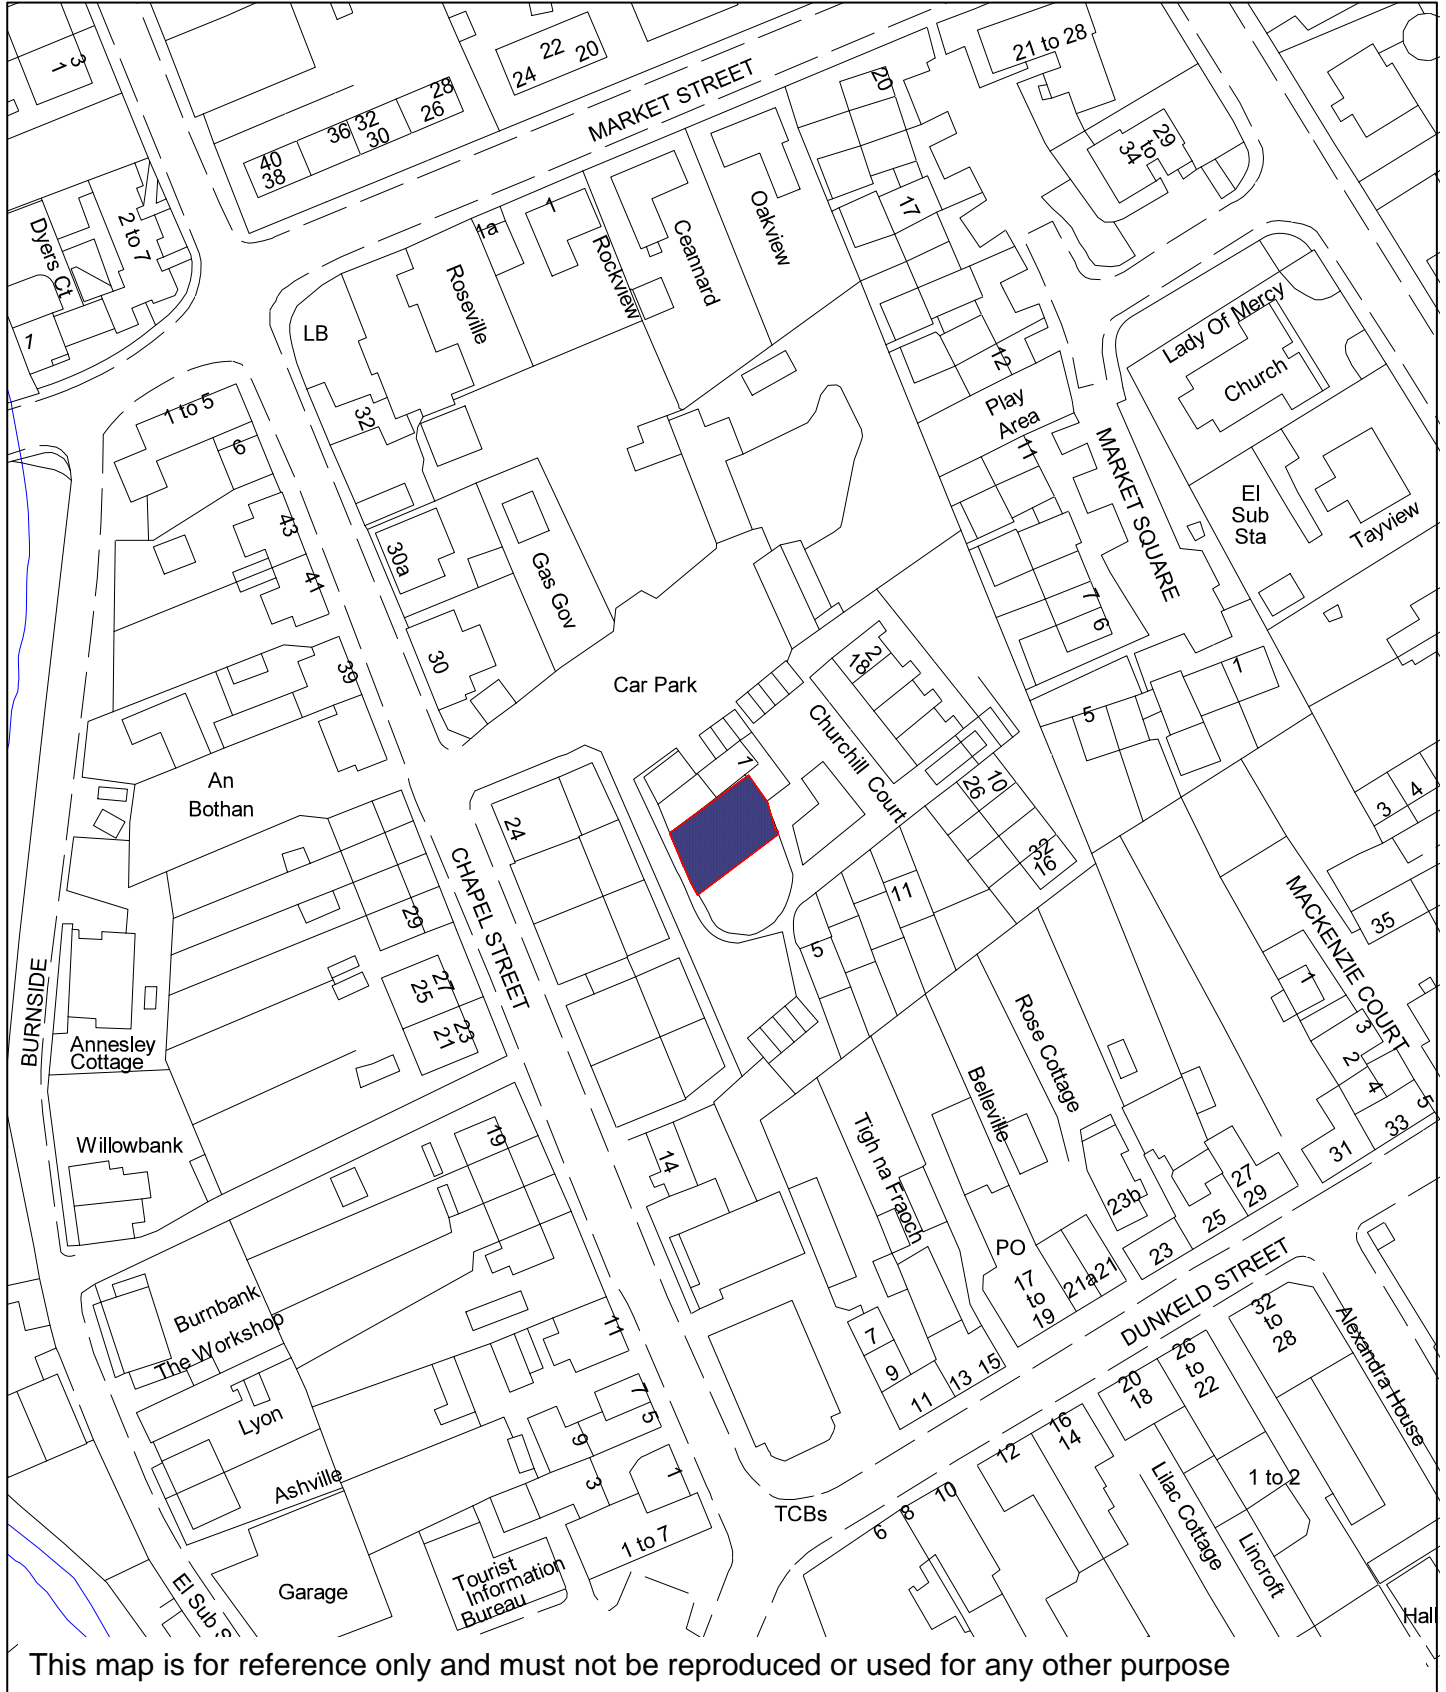 3
1
22
20
24
21 to 28
20
MARKET STREET
28
26
36
32
30
40
38
29
to
34
2 to 7
Dyers Ct
1
1a
1
Rockview
Ceannard
Oakview
17
Roseville
LB
Lady Of Mercy
Church
12
Play
Area
1 to 5
6
32
11
MARKET SQUARE
El
Sub
Sta
Tayview
43
41
30a
Gas Gov
7
6
30
39
Car Park
2
18
1
5
Churchill Court
7
An
Bothan
26
10
24
32
16
3
4
CHAPEL STREET
29
11
5
MACKENZIE COURT
35
BURNSIDE
27
25
23
21
Rose Cottage
1
3
2
4
5
Annesley
Cottage
Belleville
Willowbank
19
14
Tigh na Fraoch
33
31
27
29
25
23b
23
PO
17
to
19
21a
21
DUNKELD STREET
Burnbank
The Workshop
11
7
9
11
13
15
32
to
28
Alexandra House
26
to
22
20
18
Lyon
7
5
9
3
1
16
14
12
Ashville
Lilac Cottage
1 to 2
Lincroft
10
8
6
TCBs
1 to 7
Tourist
Information
Bureau
Garage
El Sub S
Hall
This map is for reference only and must not be reproduced or used for any other purpose